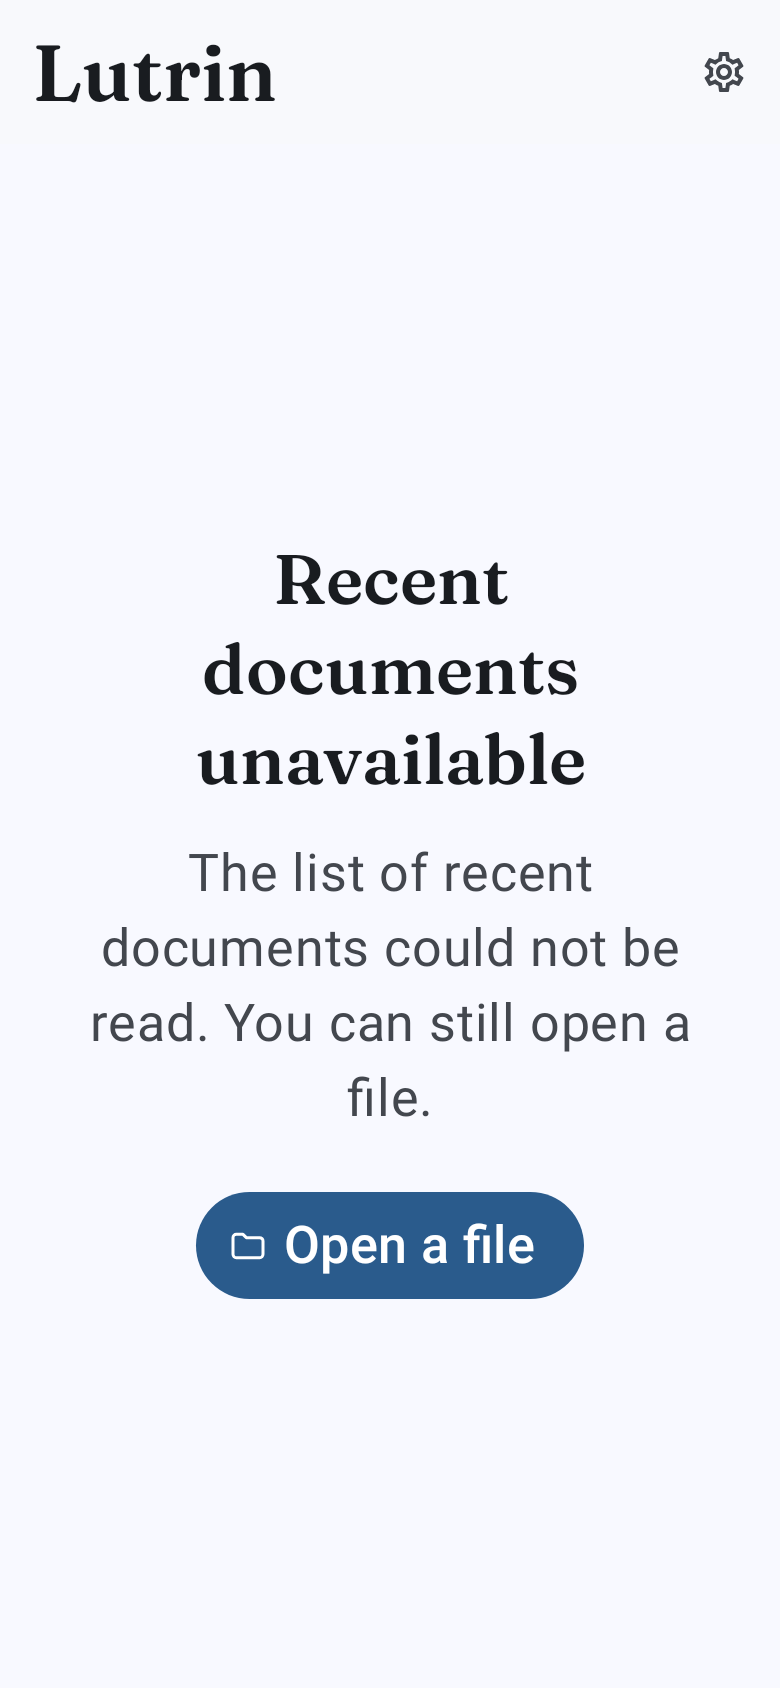 Lutrin
Recent
documents
unavailable
The list of recent
documents could not be
read. You can still open a
file.
Open a file